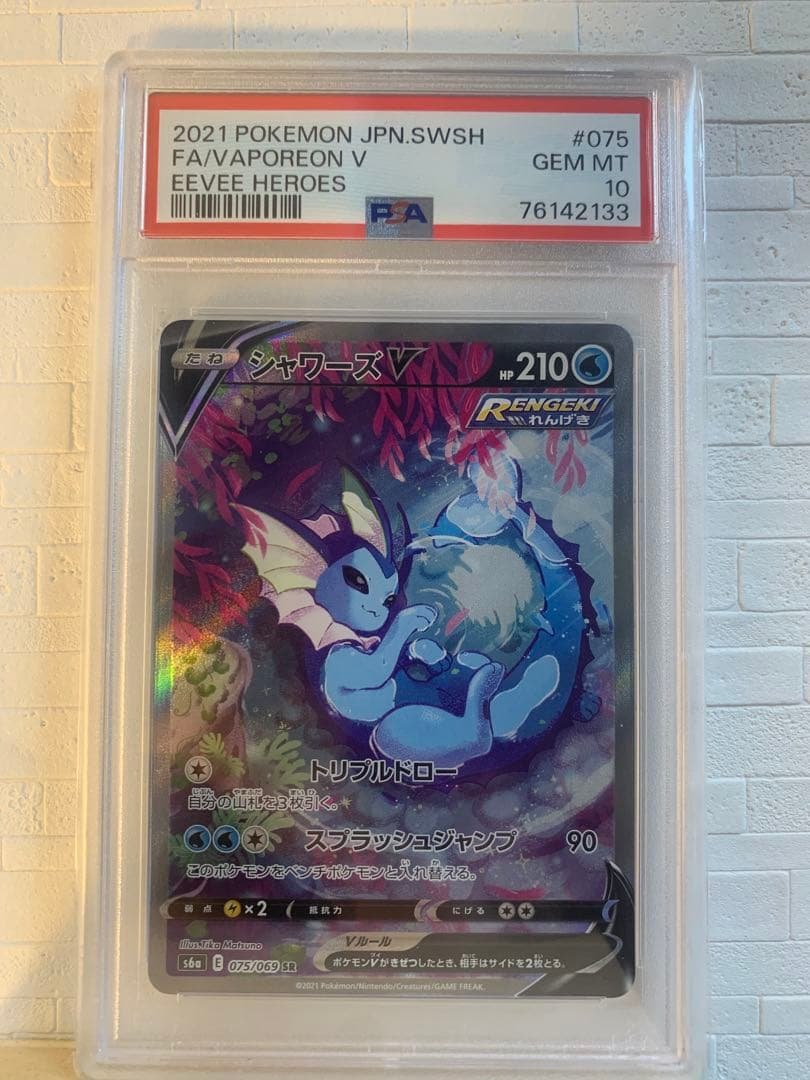 2021 POKEMON JPN.SWSH #075
FA/VAPOREON V GEM MT
EEVEE HEROES 10
PSA 76142133
たね シャワーズV HP 210
RENGEKI
れんげき
トリプルドロー
自分の山札を3枚引く。
スプラッシュジャンプ 90
このポケモンをベンチポケモンと入れ替える。
弱点 ×2 抵抗力 にげる
Illus.Tika Matsuno
Vルール
s6a E 075/069 SR ポケモンVがきぜつしたとき、相手はサイドを2枚とる。
©2021 Pokémon/Nintendo/Creatures/GAME FREAK.